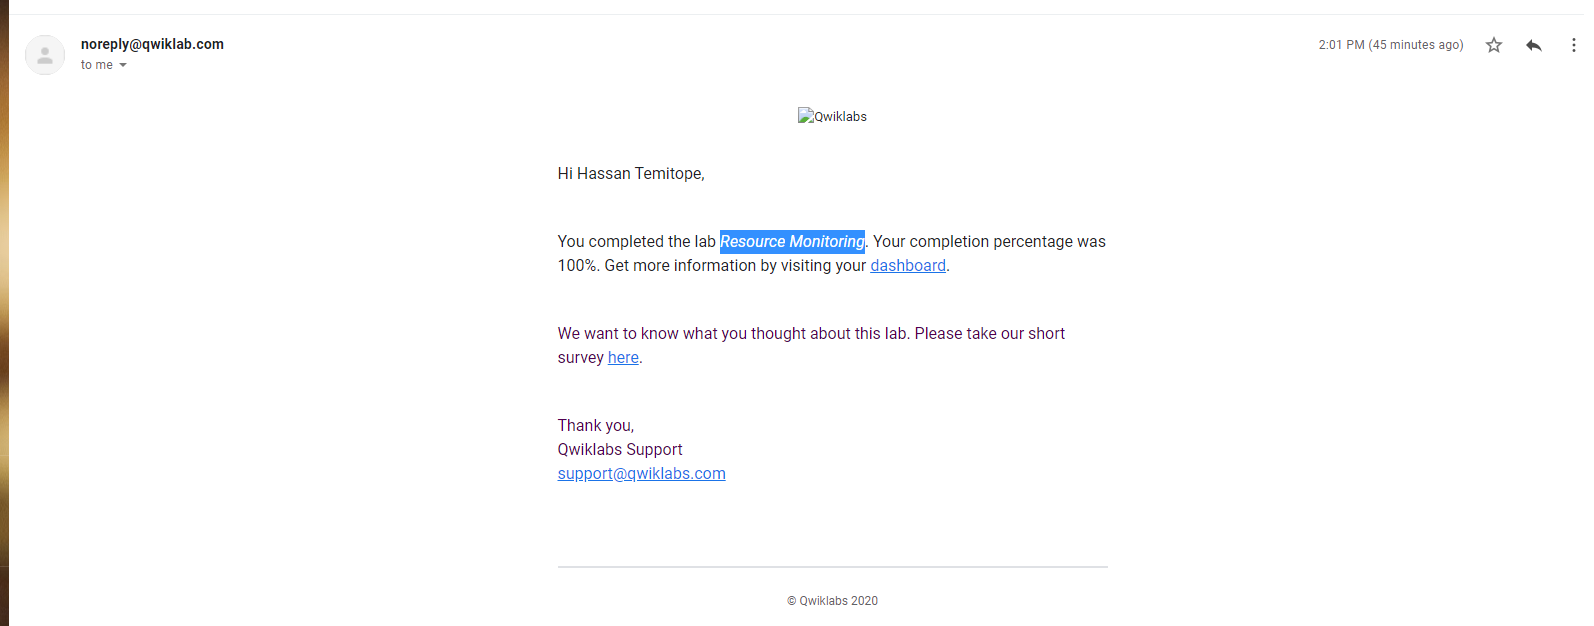 noreply@qwiklab.com
2:01 PM (45 minutes ago)
to me
Qwiklabs
Hi Hassan Temitope,
You completed the lab Resource Monitoring. Your completion percentage was
100%. Get more information by visiting your dashboard.
We want to know what you thought about this lab. Please take our short
survey here.
Thank you,
Qwiklabs Support
support@qwiklabs.com
© Qwiklabs 2020